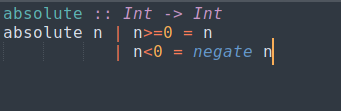 absolute :: Int -> Int
absolute n | n>=0 = n
           | n<0 = negate n